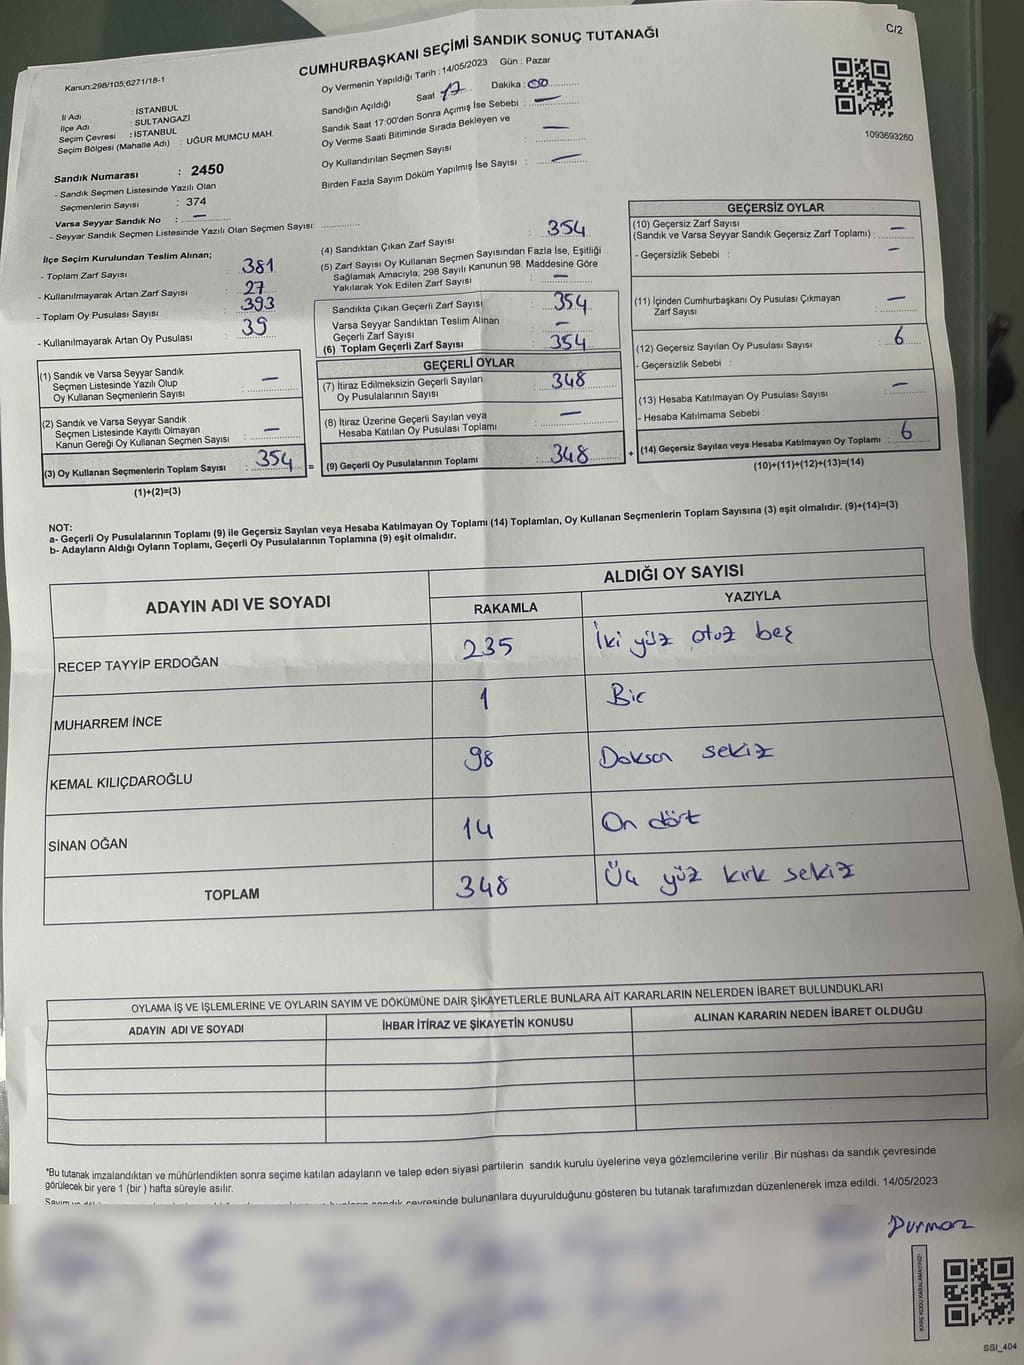 C/2
CUMHURBAŞKANI SEÇİMİ SANDIK SONUÇ TUTANAĞI
Kanun;298/105,6271/18-1
1093693260
İl Adı : İSTANBUL
İlçe Adı : SULTANGAZİ
Seçim Çevresi : İSTANBUL
Seçim Bölgesi (Mahalle Adı) : UĞUR MUMCU MAH.
Sandık Numarası : 2450
- Sandık Seçmen Listesinde Yazılı Olan
Seçmenlerin Sayısı : 374
Varsa Seyyar Sandık No : —
- Seyyar Sandık Seçmen Listesinde Yazılı Olan Seçmen Sayısı:
Oy Vermenin Yapıldığı Tarih : 14/05/2023 Gün : Pazar
Sandığın Açıldığı Saat 17 Dakika : 00
Sandık Saat 17:00'den Sonra Açılmış İse Sebebi : —
Oy Verme Saati Bitiminde Sırada Bekleyen ve
Oy Kullandırılan Seçmen Sayısı : —
Birden Fazla Sayım Döküm Yapılmış İse Sayısı : —
İlçe Seçim Kurulundan Teslim Alınan;
- Toplam Zarf Sayısı : 381
- Kullanılmayarak Artan Zarf Sayısı : 27
- Toplam Oy Pusulası Sayısı : 393
- Kullanılmayarak Artan Oy Pusulası : 39
(1) Sandık ve Varsa Seyyar Sandık
Seçmen Listesinde Yazılı Olup
Oy Kullanan Seçmenlerin Sayısı : —
(2) Sandık ve Varsa Seyyar Sandık
Seçmen Listesinde Kayıtlı Olmayan
Kanun Gereği Oy Kullanan Seçmen Sayısı : —
(3) Oy Kullanan Seçmenlerin Toplam Sayısı : 354 =
(1)+(2)=(3)
(4) Sandıktan Çıkan Zarf Sayısı : 354
(5) Zarf Sayısı Oy Kullanan Seçmen Sayısından Fazla İse, Eşitliği
Sağlamak Amacıyla; 298 Sayılı Kanunun 98. Maddesine Göre
Yakılarak Yok Edilen Zarf Sayısı : —
Sandıkta Çıkan Geçerli Zarf Sayısı : 354
Varsa Seyyar Sandıktan Teslim Alınan
Geçerli Zarf Sayısı : —
(6) Toplam Geçerli Zarf Sayısı : 354
GEÇERLİ OYLAR
(7) İtiraz Edilmeksizin Geçerli Sayılan
Oy Pusulalarının Sayısı : 348
(8) İtiraz Üzerine Geçerli Sayılan veya
Hesaba Katılan Oy Pusulası Toplamı : —
(9) Geçerli Oy Pusulalarının Toplamı : 348 +
GEÇERSİZ OYLAR
(10) Geçersiz Zarf Sayısı
(Sandık ve Varsa Seyyar Sandık Geçersiz Zarf Toplamı) : —
- Geçersizlik Sebebi : —
(11) İçinden Cumhurbaşkanı Oy Pusulası Çıkmayan
Zarf Sayısı : —
(12) Geçersiz Sayılan Oy Pusulası Sayısı : 6
- Geçersizlik Sebebi :
(13) Hesaba Katılmayan Oy Pusulası Sayısı : —
- Hesaba Katılmama Sebebi :
(14) Geçersiz Sayılan veya Hesaba Katılmayan Oy Toplamı : 6
(10)+(11)+(12)+(13)=(14)
NOT:
a- Geçerli Oy Pusulalarının Toplamı (9) ile Geçersiz Sayılan veya Hesaba Katılmayan Oy Toplamı (14) Toplamları, Oy Kullanan Seçmenlerin Toplam Sayısına (3) eşit olmalıdır. (9)+(14)=(3)
b- Adayların Aldığı Oyların Toplamı, Geçerli Oy Pusulalarının Toplamına (9) eşit olmalıdır.
ADAYIN ADI VE SOYADI ALDIĞI OY SAYISI
RAKAMLA YAZIYLA
RECEP TAYYİP ERDOĞAN 235 İki yüz otuz beş
MUHARREM İNCE 1 Bir
KEMAL KILIÇDAROĞLU 98 Doksan sekiz
SİNAN OĞAN 14 On dört
TOPLAM 348 Üç yüz kırk sekiz
OYLAMA İŞ VE İŞLEMLERİNE VE OYLARIN SAYIM VE DÖKÜMÜNE DAİR ŞİKAYETLERLE BUNLARA AİT KARARLARIN NELERDEN İBARET BULUNDUKLARI
ADAYIN ADI VE SOYADI İHBAR İTİRAZ VE ŞİKAYETİN KONUSU ALINAN KARARIN NEDEN İBARET OLDUĞU
*Bu tutanak imzalandıktan ve mühürlendikten sonra seçime katılan adayların ve talep eden siyasi partilerin sandık kurulu üyelerine veya gözlemcilerine verilir .Bir nüshası da sandık çevresinde
görülecek bir yere 1 (bir ) hafta süreyle asılır.
sandık çevresinde bulunanlara duyurulduğunu gösteren bu tutanak tarafımızdan düzenlenerek imza edildi. 14/05/2023
Durmaz
KARE KODU KARALAMAYINIZ!
SSI_404